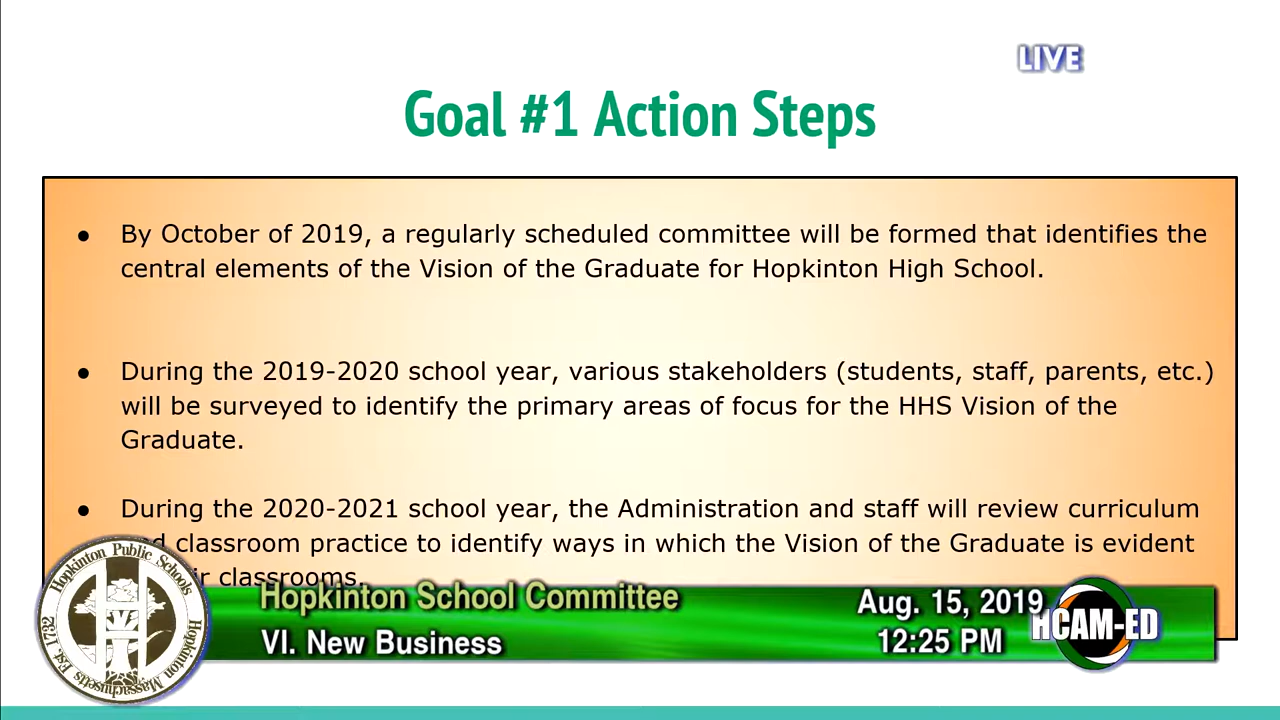 LIVE
Goal #1 Action Steps
● By October of 2019, a regularly scheduled committee will be formed that identifies the
central elements of the Vision of the Graduate for Hopkinton High School.
● During the 2019-2020 school year, various stakeholders (students, staff, parents, etc.)
will be surveyed to identify the primary areas of focus for the HHS Vision of the
Graduate.
● During the 2020-2021 school year, the Administration and staff will review curriculum
classroom practice to identify ways in which the Vision of the Graduate is evident
classrooms.
Hopkinton School Committee
VI. New Business
Aug. 15, 2019
12:25 PM
HCAM-ED
Hopkinton Public Schools
Hopkinton Massachusetts Est. 1732
H